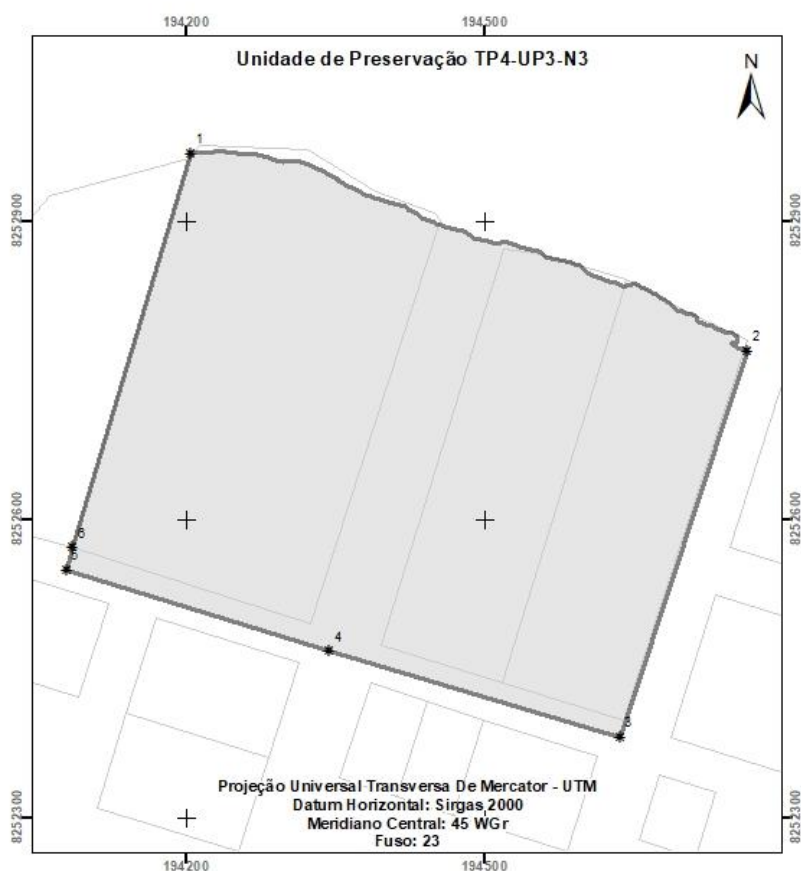 194200
194500
Unidade de Preservação TP4-UP3-N3
N
1
8252900
8252900
2
8252600
8252600
6
5
4
3
Projeção Universal Transversa De Mercator - UTM
Datum Horizontal: Sirgas 2000
Meridiano Central: 45 WGr
Fuso: 23
8252300
8252300
194200
194500